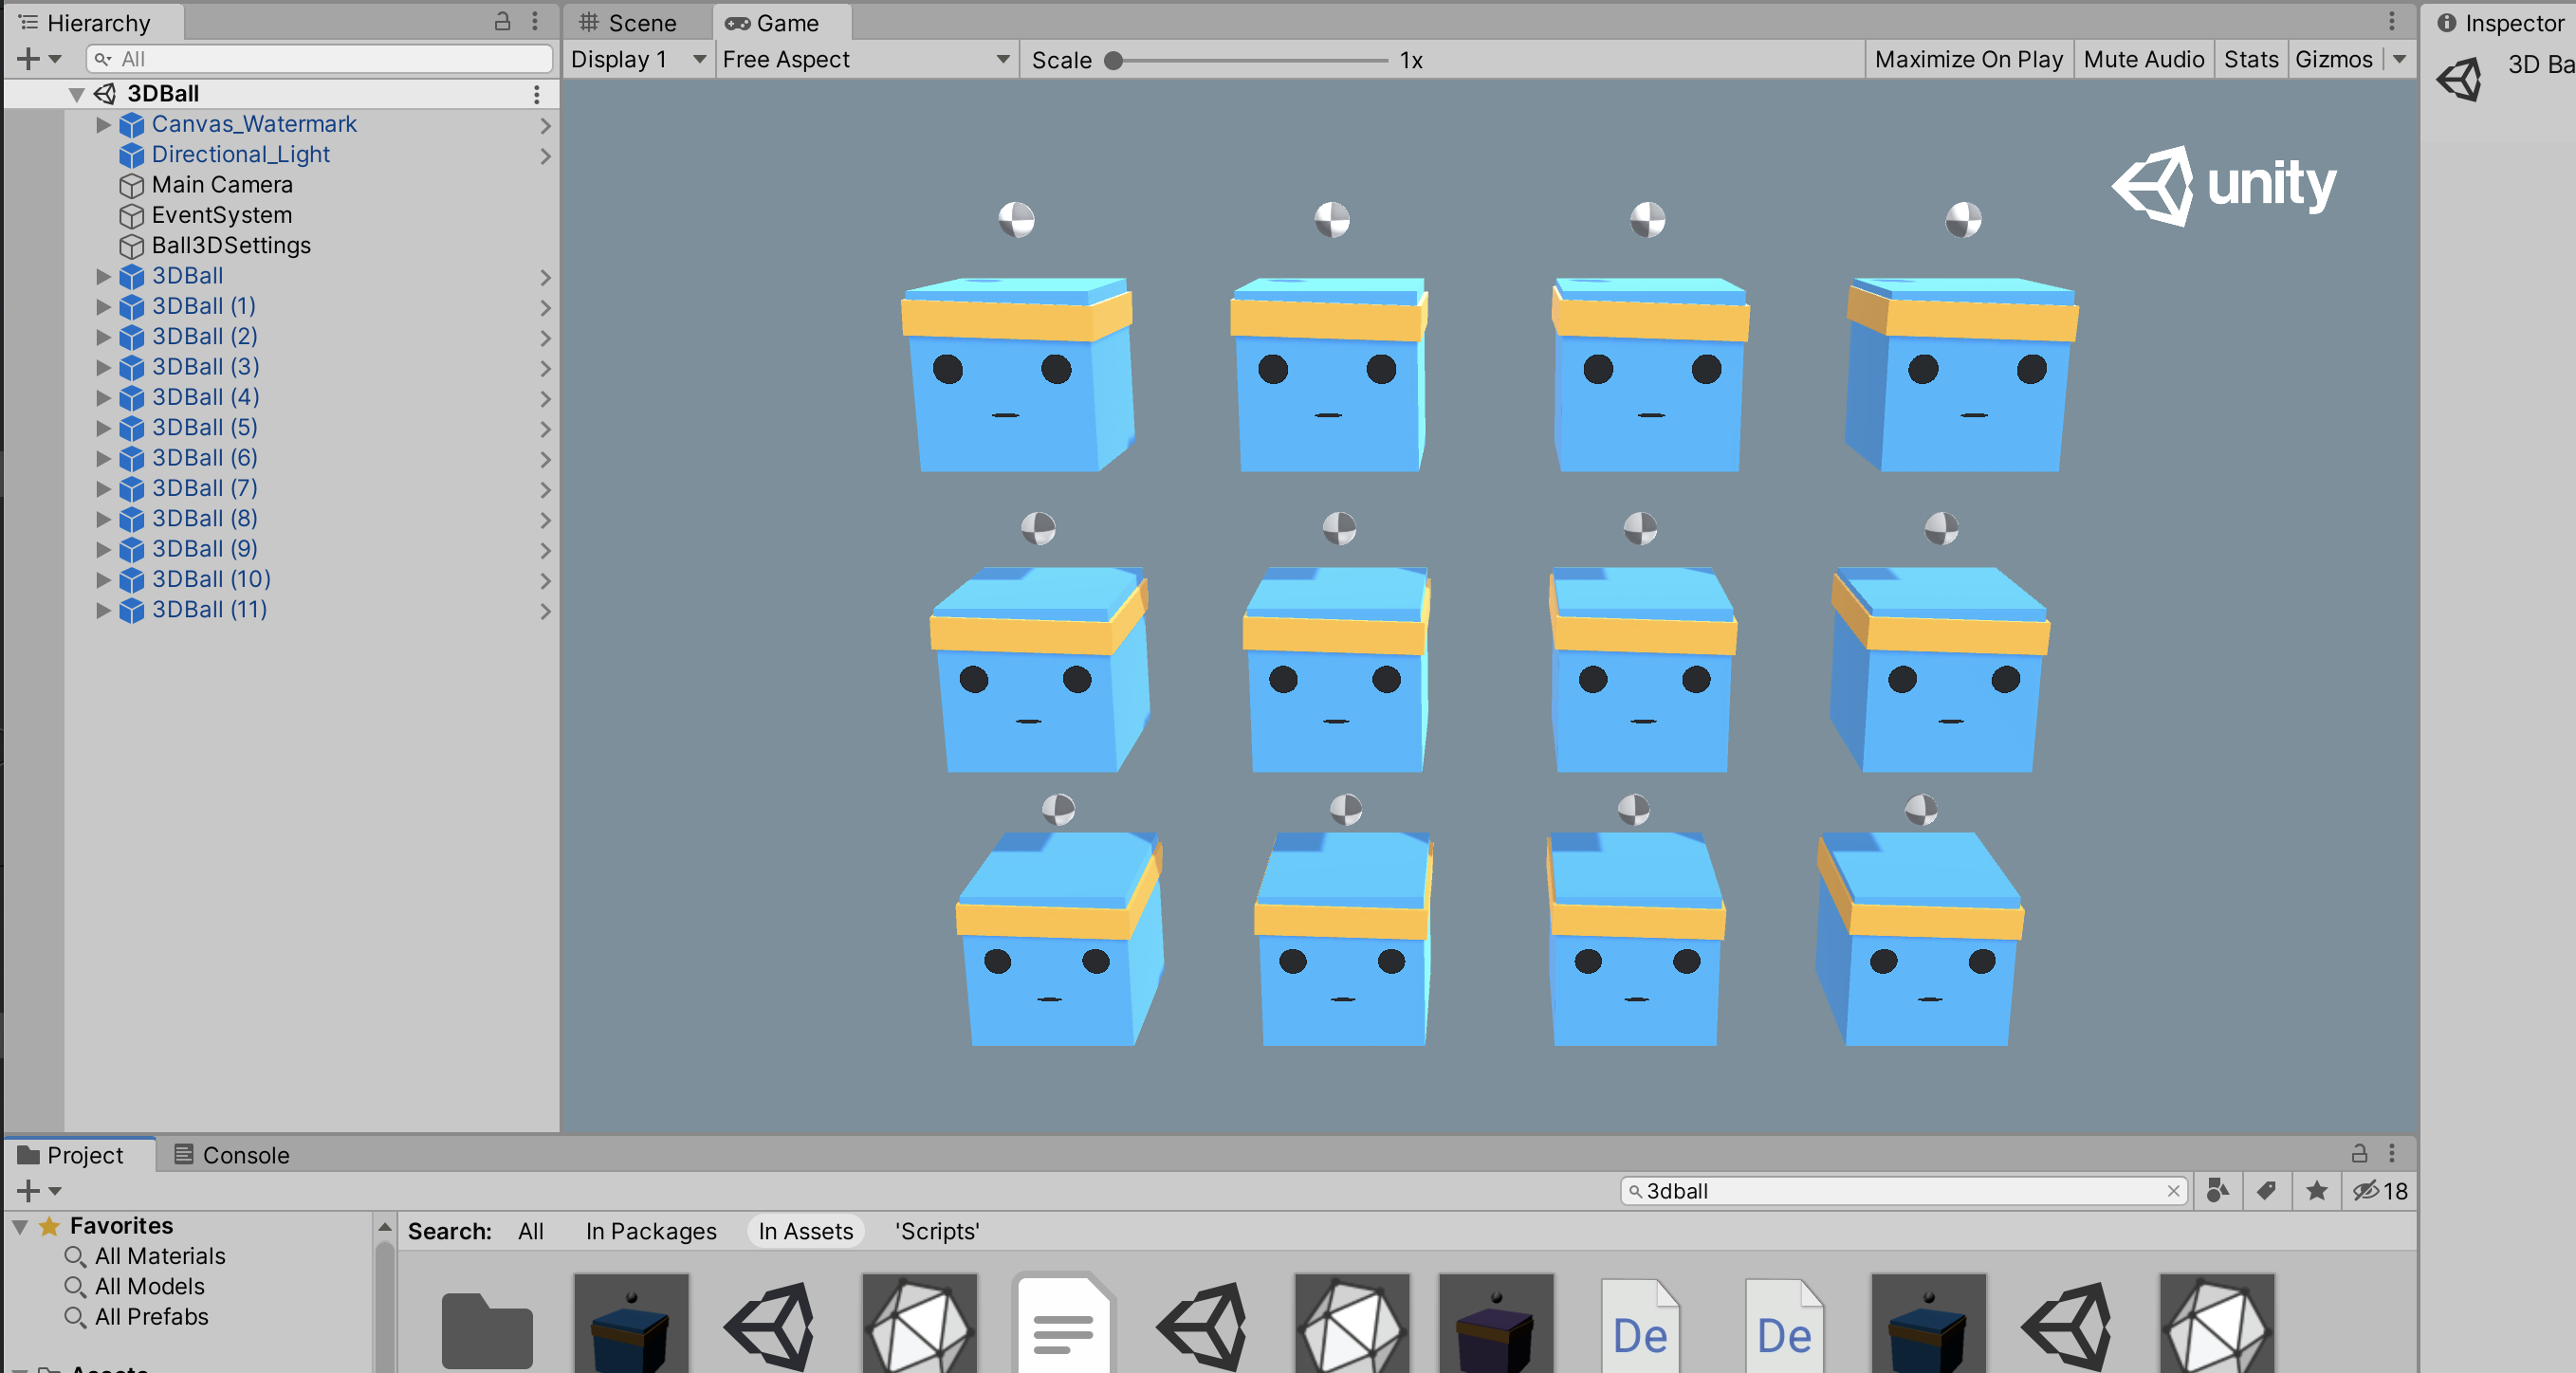 Hierarchy
All
3DBall
Canvas_Watermark
Directional_Light
Main Camera
EventSystem
Ball3DSettings
3DBall
3DBall (1)
3DBall (2)
3DBall (3)
3DBall (4)
3DBall (5)
3DBall (6)
3DBall (7)
3DBall (8)
3DBall (9)
3DBall (10)
3DBall (11)
Scene Game
Display 1 Free Aspect Scale 1x Maximize On Play Mute Audio Stats Gizmos
unity
Inspector
3D Ba
Project Console
3dball 18
Favorites
All Materials
All Models
All Prefabs
Assets
Search: All In Packages In Assets 'Scripts'
De De